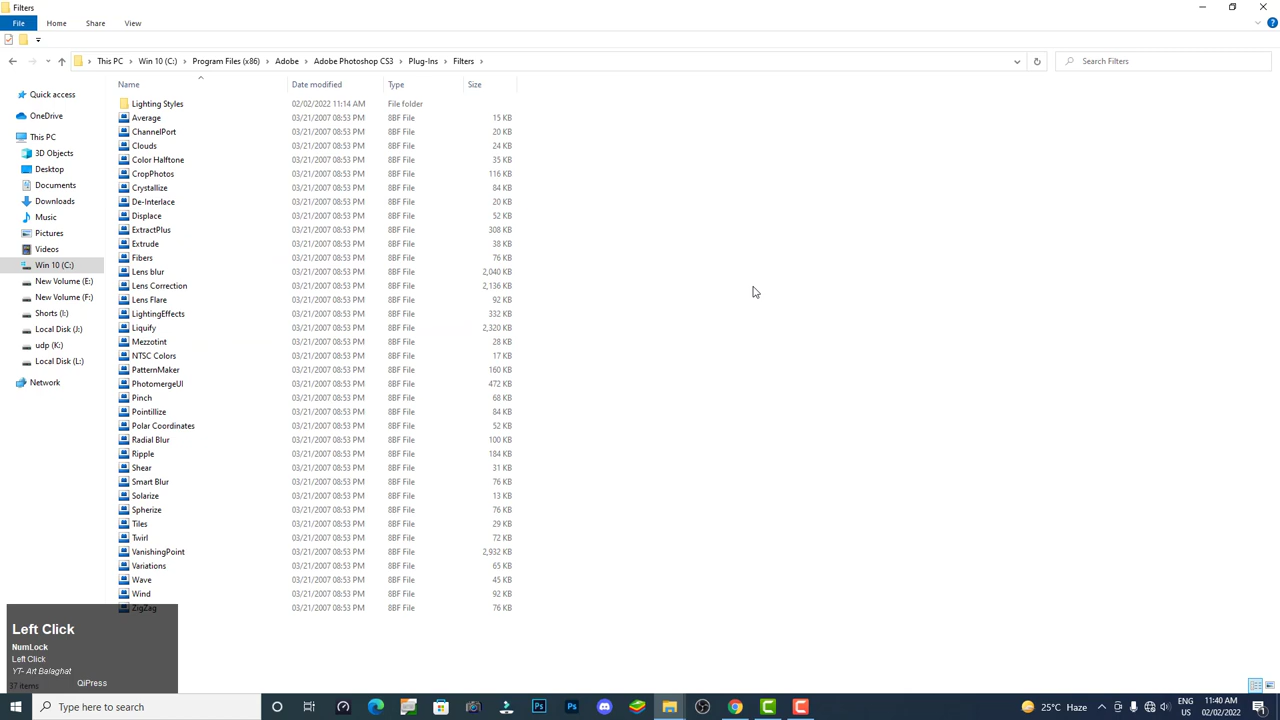 Filters
File Home Share View
This PC Win 10 (C:) Program Files (x86) Adobe Adobe Photoshop CS3 Plug-Ins Filters Search Filters
Name Date modified Type Size
Quick access
OneDrive
This PC
3D Objects
Desktop
Documents
Downloads
Music
Pictures
Videos
Win 10 (C:)
New Volume (E:)
New Volume (F:)
Shorts (I:)
Local Disk (J:)
udp (K:)
Local Disk (L:)
Network
Lighting Styles 02/02/2022 11:14 AM File folder
Average 03/21/2007 08:53 PM 8BF File 15 KB
ChannelPort 03/21/2007 08:53 PM 8BF File 20 KB
Clouds 03/21/2007 08:53 PM 8BF File 24 KB
Color Halftone 03/21/2007 08:53 PM 8BF File 35 KB
CropPhotos 03/21/2007 08:53 PM 8BF File 116 KB
Crystallize 03/21/2007 08:53 PM 8BF File 84 KB
De-Interlace 03/21/2007 08:53 PM 8BF File 20 KB
Displace 03/21/2007 08:53 PM 8BF File 52 KB
ExtractPlus 03/21/2007 08:53 PM 8BF File 308 KB
Extrude 03/21/2007 08:53 PM 8BF File 38 KB
Fibers 03/21/2007 08:53 PM 8BF File 76 KB
Lens blur 03/21/2007 08:53 PM 8BF File 2,040 KB
Lens Correction 03/21/2007 08:53 PM 8BF File 2,136 KB
Lens Flare 03/21/2007 08:53 PM 8BF File 92 KB
LightingEffects 03/21/2007 08:53 PM 8BF File 332 KB
Liquify 03/21/2007 08:53 PM 8BF File 2,320 KB
Mezzotint 03/21/2007 08:53 PM 8BF File 28 KB
NTSC Colors 03/21/2007 08:53 PM 8BF File 17 KB
PatternMaker 03/21/2007 08:53 PM 8BF File 160 KB
PhotomergeUI 03/21/2007 08:53 PM 8BF File 472 KB
Pinch 03/21/2007 08:53 PM 8BF File 68 KB
Pointillize 03/21/2007 08:53 PM 8BF File 84 KB
Polar Coordinates 03/21/2007 08:53 PM 8BF File 52 KB
Radial Blur 03/21/2007 08:53 PM 8BF File 100 KB
Ripple 03/21/2007 08:53 PM 8BF File 184 KB
Shear 03/21/2007 08:53 PM 8BF File 31 KB
Smart Blur 03/21/2007 08:53 PM 8BF File 76 KB
Solarize 03/21/2007 08:53 PM 8BF File 13 KB
Spherize 03/21/2007 08:53 PM 8BF File 76 KB
Tiles 03/21/2007 08:53 PM 8BF File 29 KB
Twirl 03/21/2007 08:53 PM 8BF File 72 KB
VanishingPoint 03/21/2007 08:53 PM 8BF File 2,932 KB
Variations 03/21/2007 08:53 PM 8BF File 65 KB
Wave 03/21/2007 08:53 PM 8BF File 45 KB
Wind 03/21/2007 08:53 PM 8BF File 92 KB
ZigZag 03/21/2007 08:53 PM 8BF File 76 KB
Left Click
NumLock
Left Click
YT- Art Balaghat
QiPress
37 items
Type here to search
Ps
Ps
25°C Haze
ENG
US
11:40 AM
02/02/2022
1